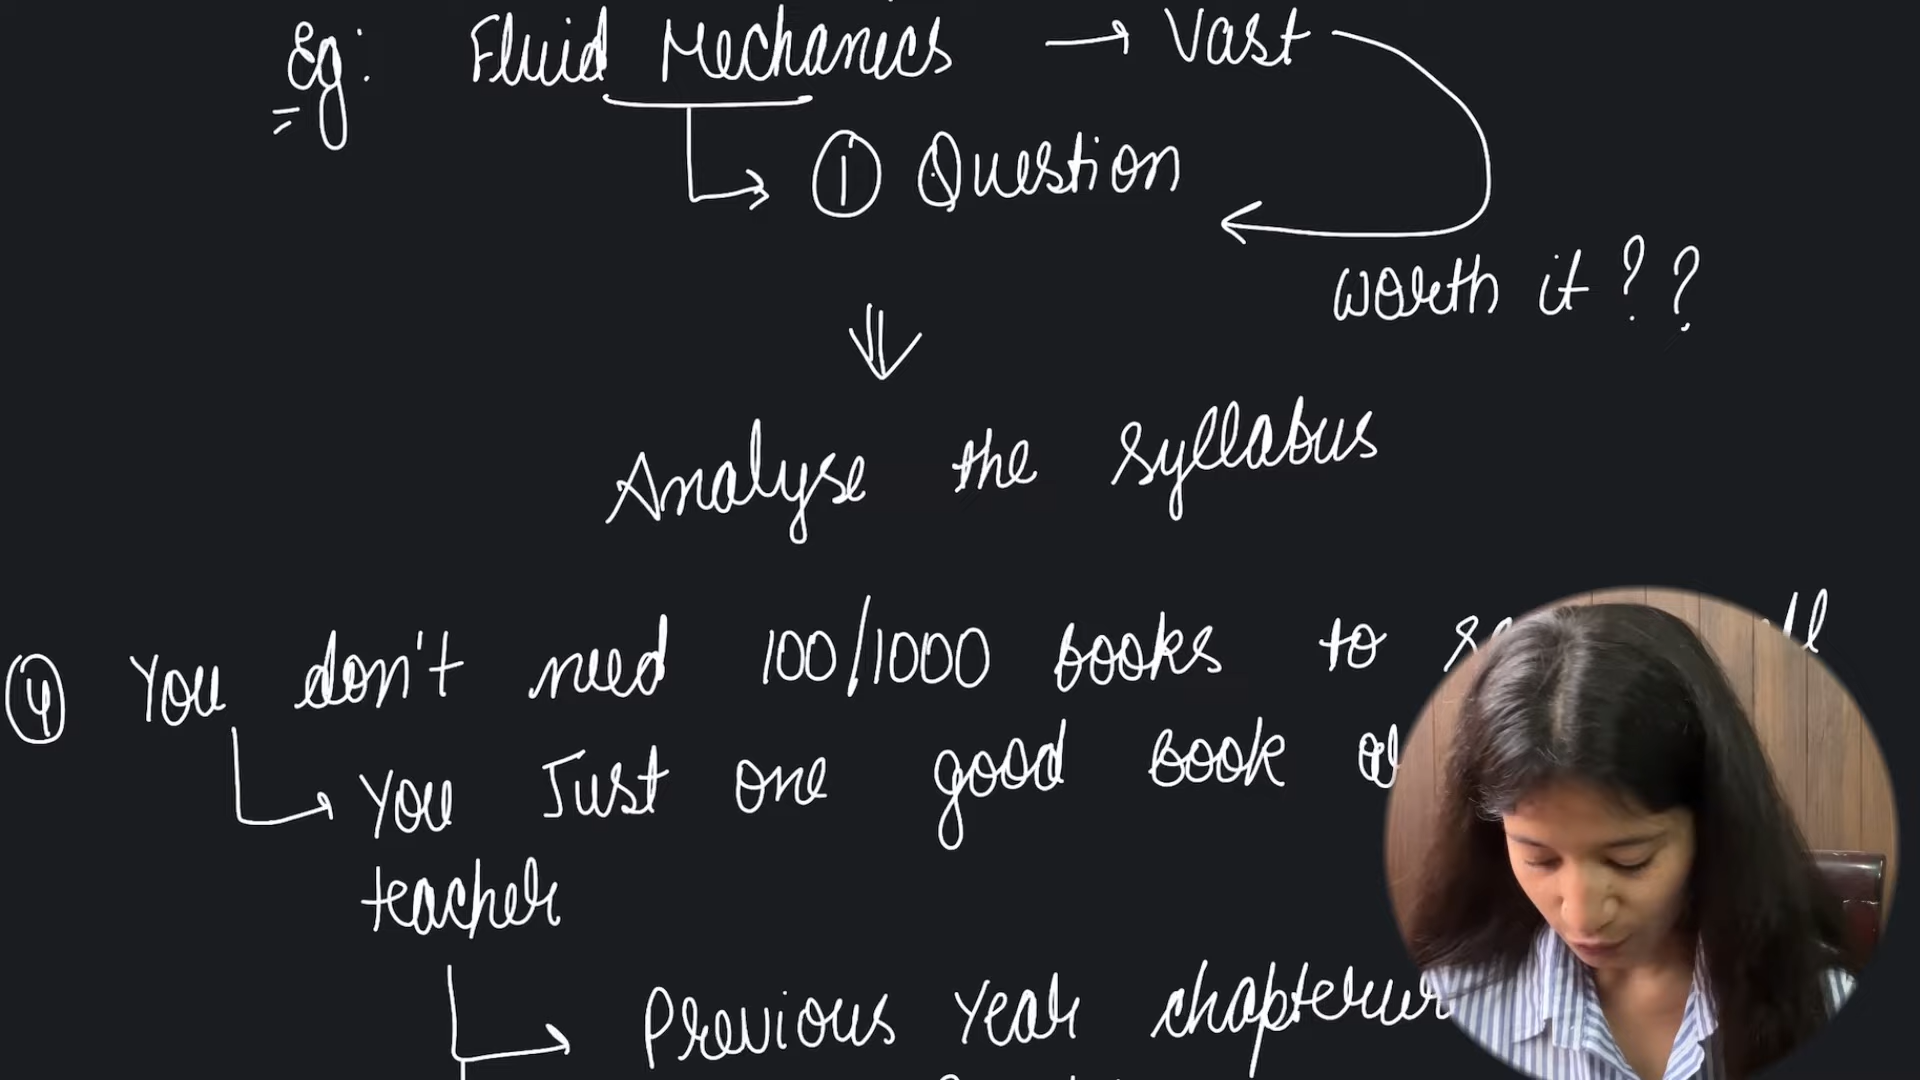 Eg: Fluid Mechanics → Vast
① Question
worth it ??
Analyse the syllabus
④ You don't need 100/1000 books to
You Just one good book or
teacher
Previous Year